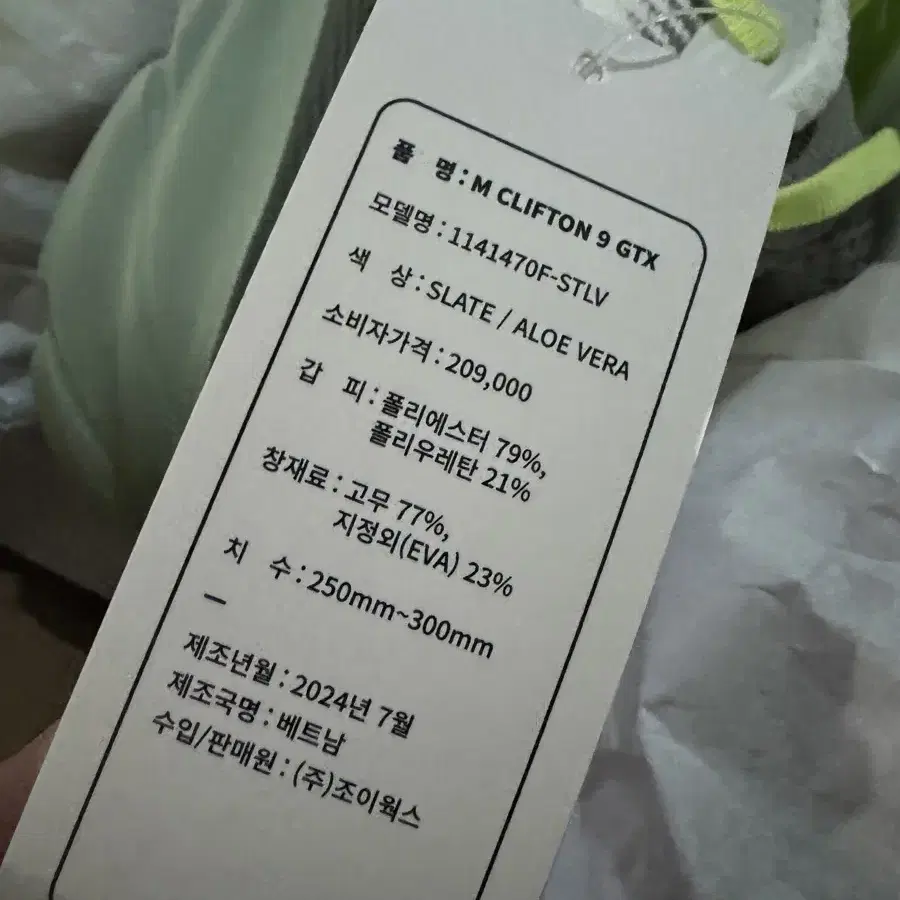 품 명 : M CLIFTON 9 GTX
모델명 : 1141470F-STLV
색 상 : SLATE / ALOE VERA
소비자가격 : 209,000
갑 피 : 폴리에스터 79%,
폴리우레탄 21%
창재료 : 고무 77%,
지정외(EVA) 23%
치 수 : 250mm~300mm
제조년월 : 2024년 7월
제조국명 : 베트남
수입/판매원 : (주)조이웍스